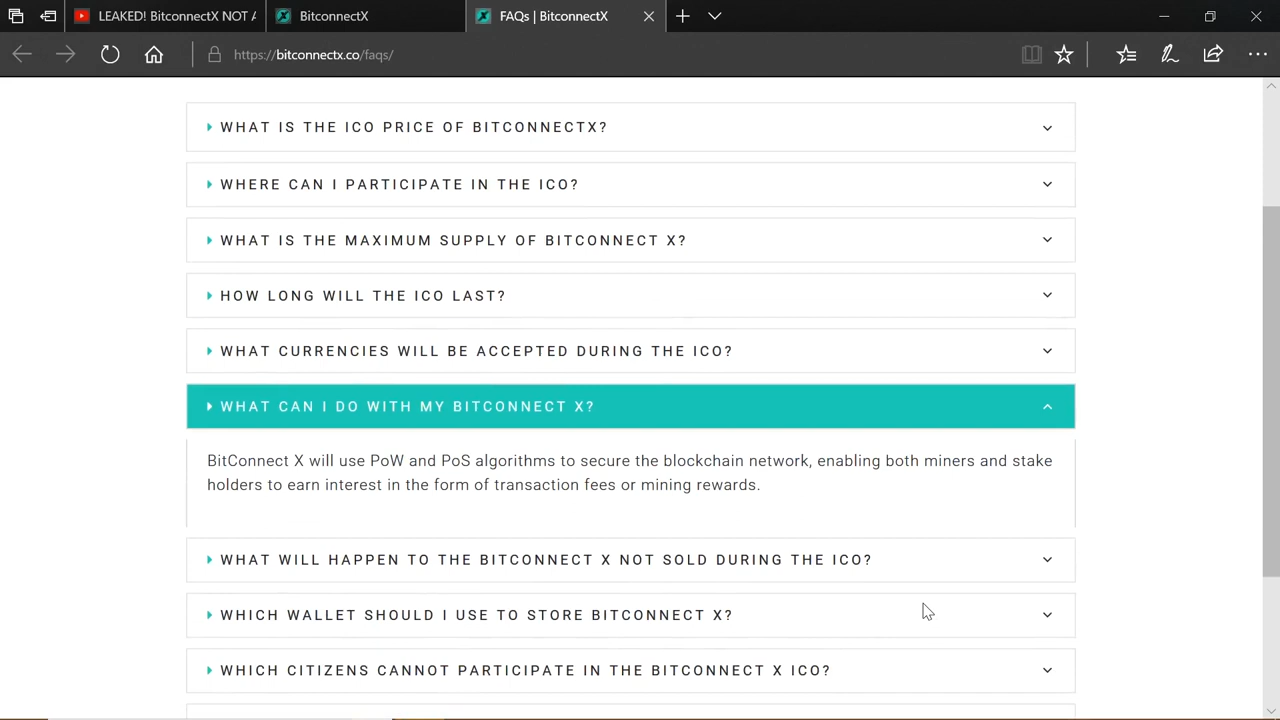 LEAKED! BitconnectX NOT A
BitconnectX
FAQs | BitconnectX
https://bitconnectx.co/faqs/
WHAT IS THE ICO PRICE OF BITCONNECTX?
WHERE CAN I PARTICIPATE IN THE ICO?
WHAT IS THE MAXIMUM SUPPLY OF BITCONNECT X?
HOW LONG WILL THE ICO LAST?
WHAT CURRENCIES WILL BE ACCEPTED DURING THE ICO?
WHAT CAN I DO WITH MY BITCONNECT X?
BitConnect X will use PoW and PoS algorithms to secure the blockchain network, enabling both miners and stake
holders to earn interest in the form of transaction fees or mining rewards.
WHAT WILL HAPPEN TO THE BITCONNECT X NOT SOLD DURING THE ICO?
WHICH WALLET SHOULD I USE TO STORE BITCONNECT X?
WHICH CITIZENS CANNOT PARTICIPATE IN THE BITCONNECT X ICO?